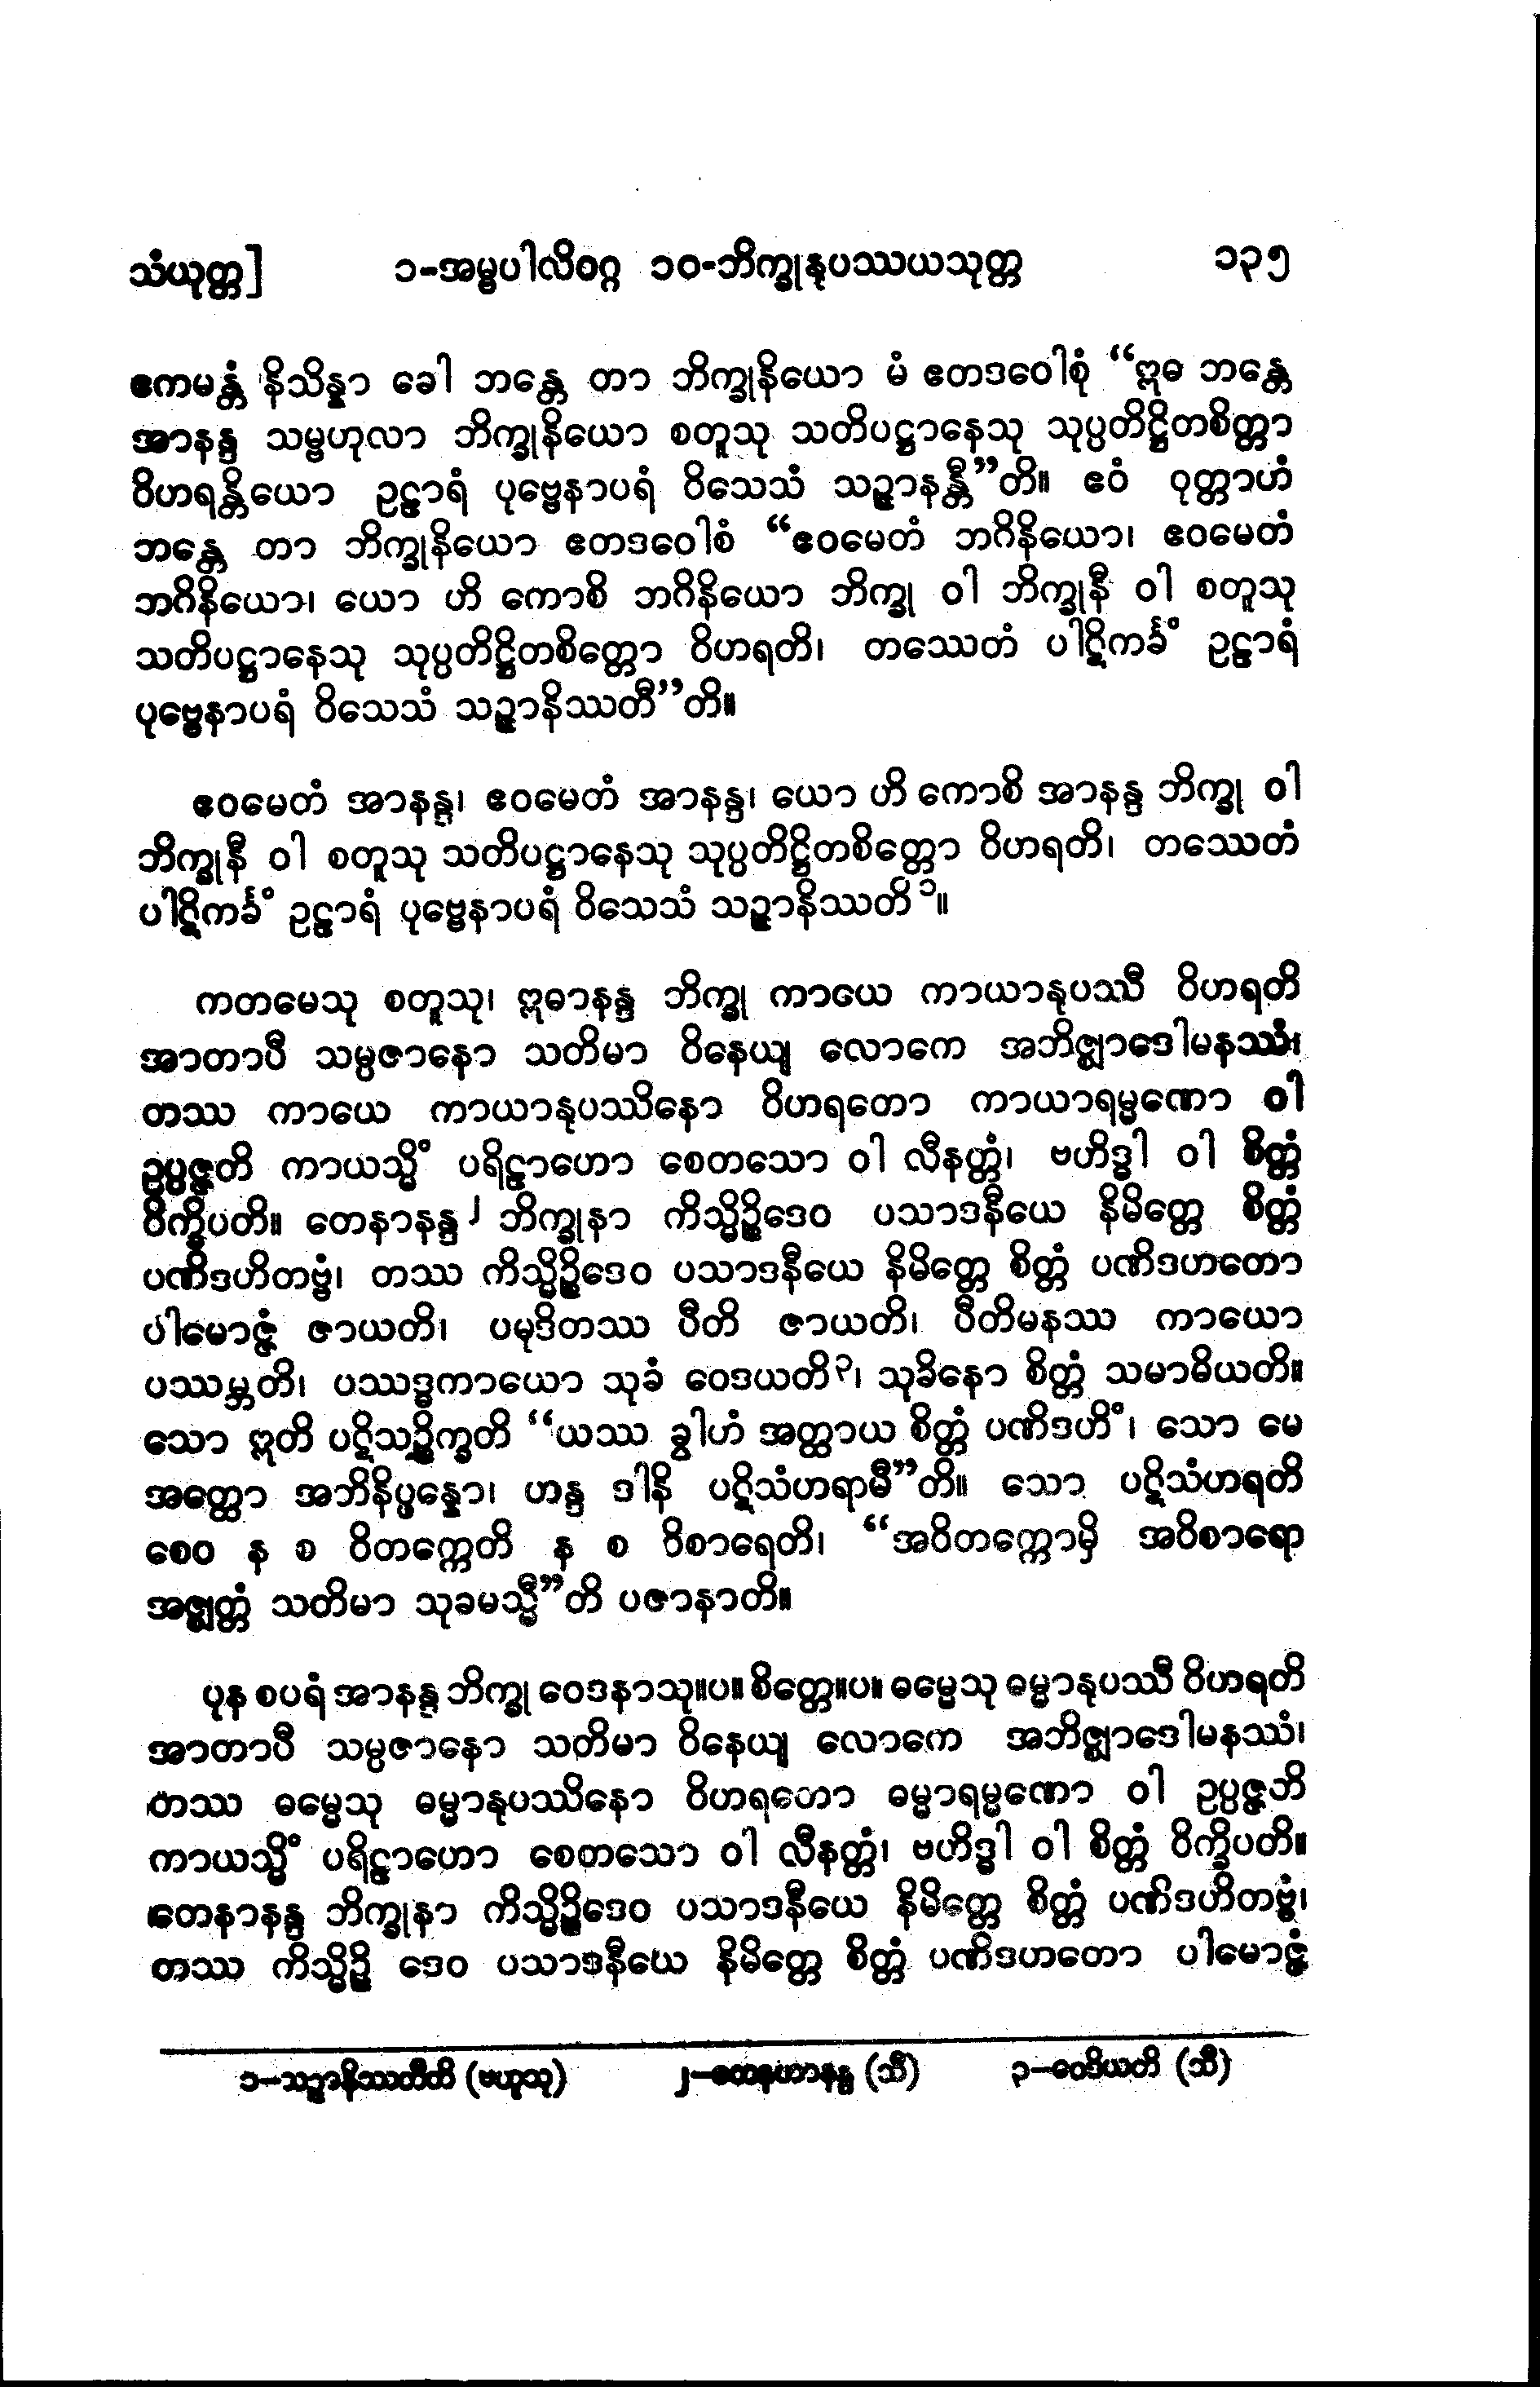 သံယုတ္တ] ၁-အမ္ဗပါလိဝဂ္ဂ ၁၀-ဘိက္ခုနုပဿယသုတ္တ ၁၃၅
ဧကမန္တံ နိသိန္နာ ခေါ ဘန္တေ တာ ဘိက္ခုနိယော မံ ဧတဒဝေါစုံ “ဣဓ ဘန္တေ
အာနန္ဒ သမ္ဗဟုလာ ဘိက္ခုနိယော စတူသု သတိပဋ္ဌာနေသု သုပ္ပတိဋ္ဌိတစိတ္တာ
ဝိဟရန္တိယော ဥဠာရံ ပုဗ္ဗေနာပရံ ဝိသေသံ သဉ္ဇာနန္တီ”တိ။ ဧဝံ ဝုတ္တာဟံ
ဘန္တေ တာ ဘိက္ခုနိယော ဧတဒဝေါစံ “ဧဝမေတံ ဘဂိနိယော၊ ဧဝမေတံ
ဘဂိနိယော၊ ယော ဟိ ကောစိ ဘဂိနိယော ဘိက္ခု ဝါ ဘိက္ခုနီ ဝါ စတူသု
သတိပဋ္ဌာနေသု သုပ္ပတိဋ္ဌိတစိတ္တော ဝိဟရတိ၊ တဿေတံ ပါဋိကင်္ခံ ဥဠာရံ
ပုဗ္ဗေနာပရံ ဝိသေသံ သဉ္ဇာနိဿတီ”တိ။
ဧဝမေတံ အာနန္ဒ၊ ဧဝမေတံ အာနန္ဒ၊ ယော ဟိ ကောစိ အာနန္ဒ ဘိက္ခု ဝါ
ဘိက္ခုနီ ဝါ စတူသု သတိပဋ္ဌာနေသု သုပ္ပတိဋ္ဌိတစိတ္တော ဝိဟရတိ၊ တဿေတံ
ပါဋိကင်္ခံ ဥဠာရံ ပုဗ္ဗေနာပရံ ဝိသေသံ သဉ္ဇာနိဿတိ၁။
ကတမေသု စတူသု၊ ဣဓာနန္ဒ ဘိက္ခု ကာယေ ကာယာနုပဿီ ဝိဟရတိ
အာတာပီ သမ္ပဇာနော သတိမာ ဝိနေယျ လောကေ အဘိဇ္ဈာဒေါမနဿံ၊
တဿ ကာယေ ကာယာနုပဿိနော ဝိဟရတော ကာယာရမ္မဏော ဝါ
ဥပ္ပဇ္ဇတိ ကာယသ္မိံ ပရိဠာဟော စေတသော ဝါ လီနတ္တံ၊ ဗဟိဒ္ဓါ ဝါ စိတ္တံ
ဝိက္ခိပတိ။ တေနာနန္ဒ၂ ဘိက္ခုနာ ကိသ္မိဉ္စိဒေဝ ပသာဒနီယေ နိမိတ္တေ စိတ္တံ
ပဏိဒဟိတဗ္ဗံ၊ တဿ ကိသ္မိဉ္စိဒေဝ ပသာဒနီယေ နိမိတ္တေ စိတ္တံ ပဏိဒဟတော
ပါမောဇ္ဇံ ဇာယတိ၊ ပမုဒိတဿ ပီတိ ဇာယတိ၊ ပီတိမနဿ ကာယော
ပဿမ္ဘတိ၊ ပဿဒ္ဓကာယော သုခံ ဝေဒယတိ၃၊ သုခိနော စိတ္တံ သမာဓိယတိ။
သော ဣတိ ပဋိသဉ္စိက္ခတိ “ယဿ ခွါဟံ အတ္ထာယ စိတ္တံ ပဏိဒဟိံ၊ သော မေ
အတ္ထော အဘိနိပ္ဖန္နော၊ ဟန္ဒ ဒါနိ ပဋိသံဟရာမီ”တိ။ သော ပဋိသံဟရတိ
စေဝ န စ ဝိတက္ကေတိ န စ ဝိစာရေတိ၊ “အဝိတက္ကောမှိ အဝိစာရော
အဇ္ဈတ္တံ သတိမာ သုခမသ္မီ”တိ ပဇာနာတိ။
ပုန စပရံ အာနန္ဒ ဘိက္ခု ဝေဒနာသု။ပ။ စိတ္တေ။ပ။ ဓမ္မေသု ဓမ္မာနုပဿီ ဝိဟရတိ
အာတာပီ သမ္ပဇာနော သတိမာ ဝိနေယျ လောကေ အဘိဇ္ဈာဒေါမနဿံ၊
တဿ ဓမ္မေသု ဓမ္မာနုပဿိနော ဝိဟရတော ဓမ္မာရမ္မဏော ဝါ ဥပ္ပဇ္ဇတိ
ကာယသ္မိံ ပရိဠာဟော စေတသော ဝါ လီနတ္တံ၊ ဗဟိဒ္ဓါ ဝါ စိတ္တံ ဝိက္ခိပတိ။
တေနာနန္ဒ ဘိက္ခုနာ ကိသ္မိဉ္စိဒေဝ ပသာဒနီယေ နိမိတ္တေ စိတ္တံ ပဏိဒဟိတဗ္ဗံ၊
တဿ ကိသ္မိဉ္စိ ဒေဝ ပသာဒနီယေ နိမိတ္တေ စိတ္တံ ပဏိဒဟတော ပါမောဇ္ဇံ
၁-သဉ္ဇာနိဿတီတိ (ဗဟူသု) ၂-တေနဟာနန္ဒ (သီ) ၃-ဝေဒိယတိ (သီ)